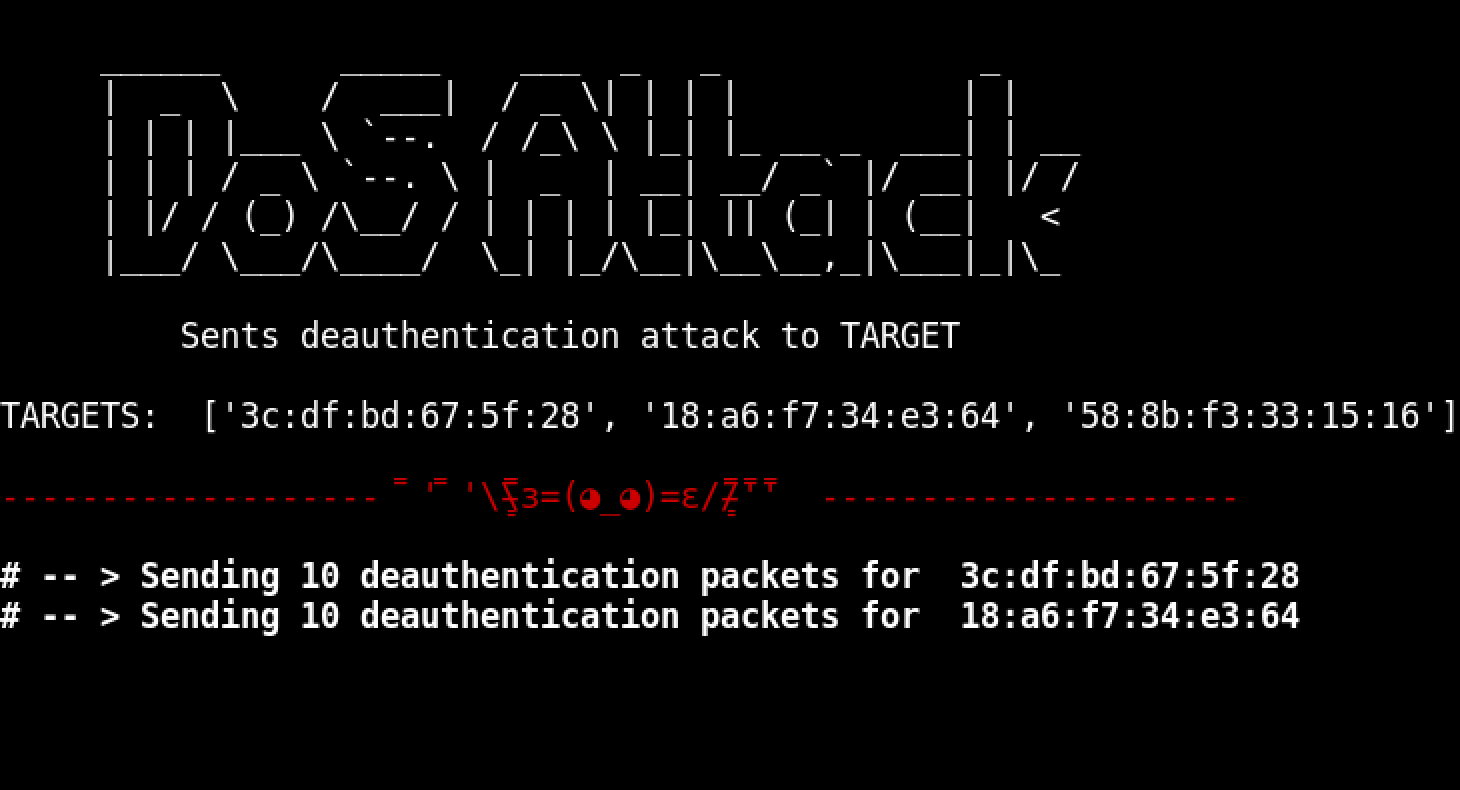 DoS Attack
Sents deauthentication attack to TARGET
TARGETS:  ['3c:df:bd:67:5f:28', '18:a6:f7:34:e3:64', '58:8b:f3:33:15:16']
# -- > Sending 10 deauthentication packets for  3c:df:bd:67:5f:28
# -- > Sending 10 deauthentication packets for  18:a6:f7:34:e3:64